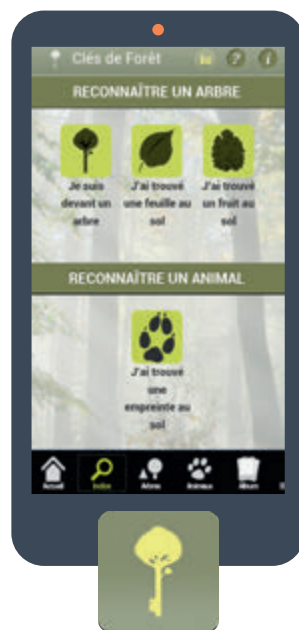 Clés de Forêt ? i
RECONNAÎTRE UN ARBRE
Je suis devant un arbre
J'ai trouvé une feuille au sol
J'ai trouvé un fruit au sol
RECONNAÎTRE UN ANIMAL
J'ai trouvé une empreinte au sol
Accueil Index Arbres Animaux Album